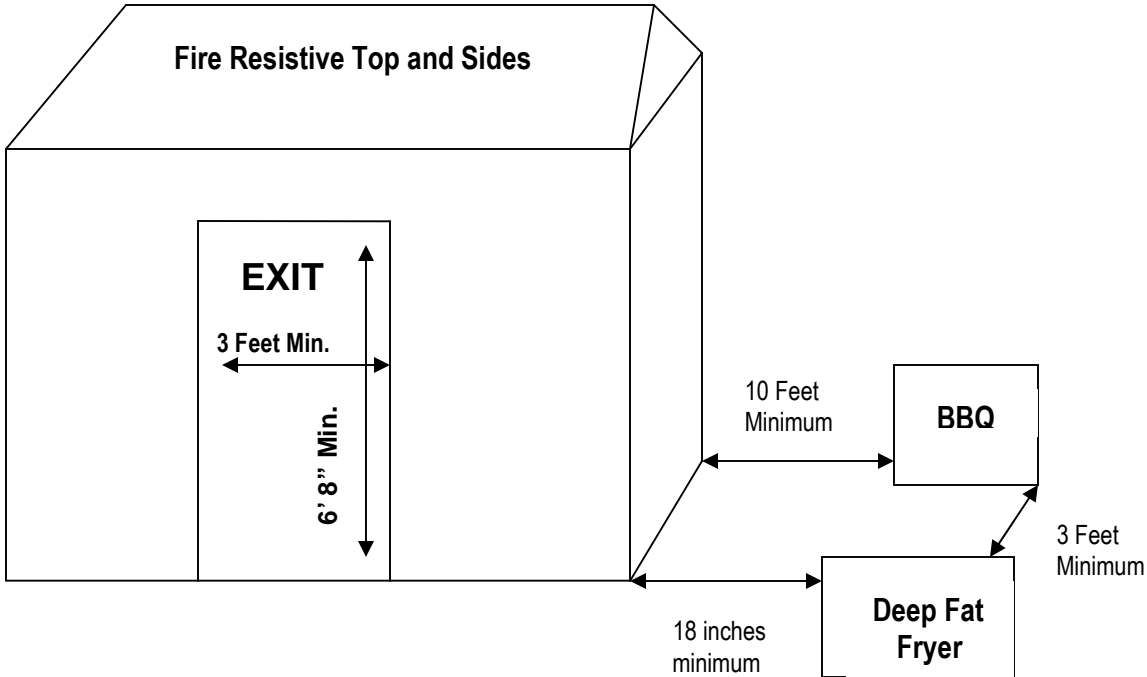 Fire Resistive Top and Sides
EXIT
3 Feet Min.
6’ 8” Min.
10 Feet
Minimum
BBQ
3 Feet
Minimum
18 inches
minimum
Deep Fat
Fryer